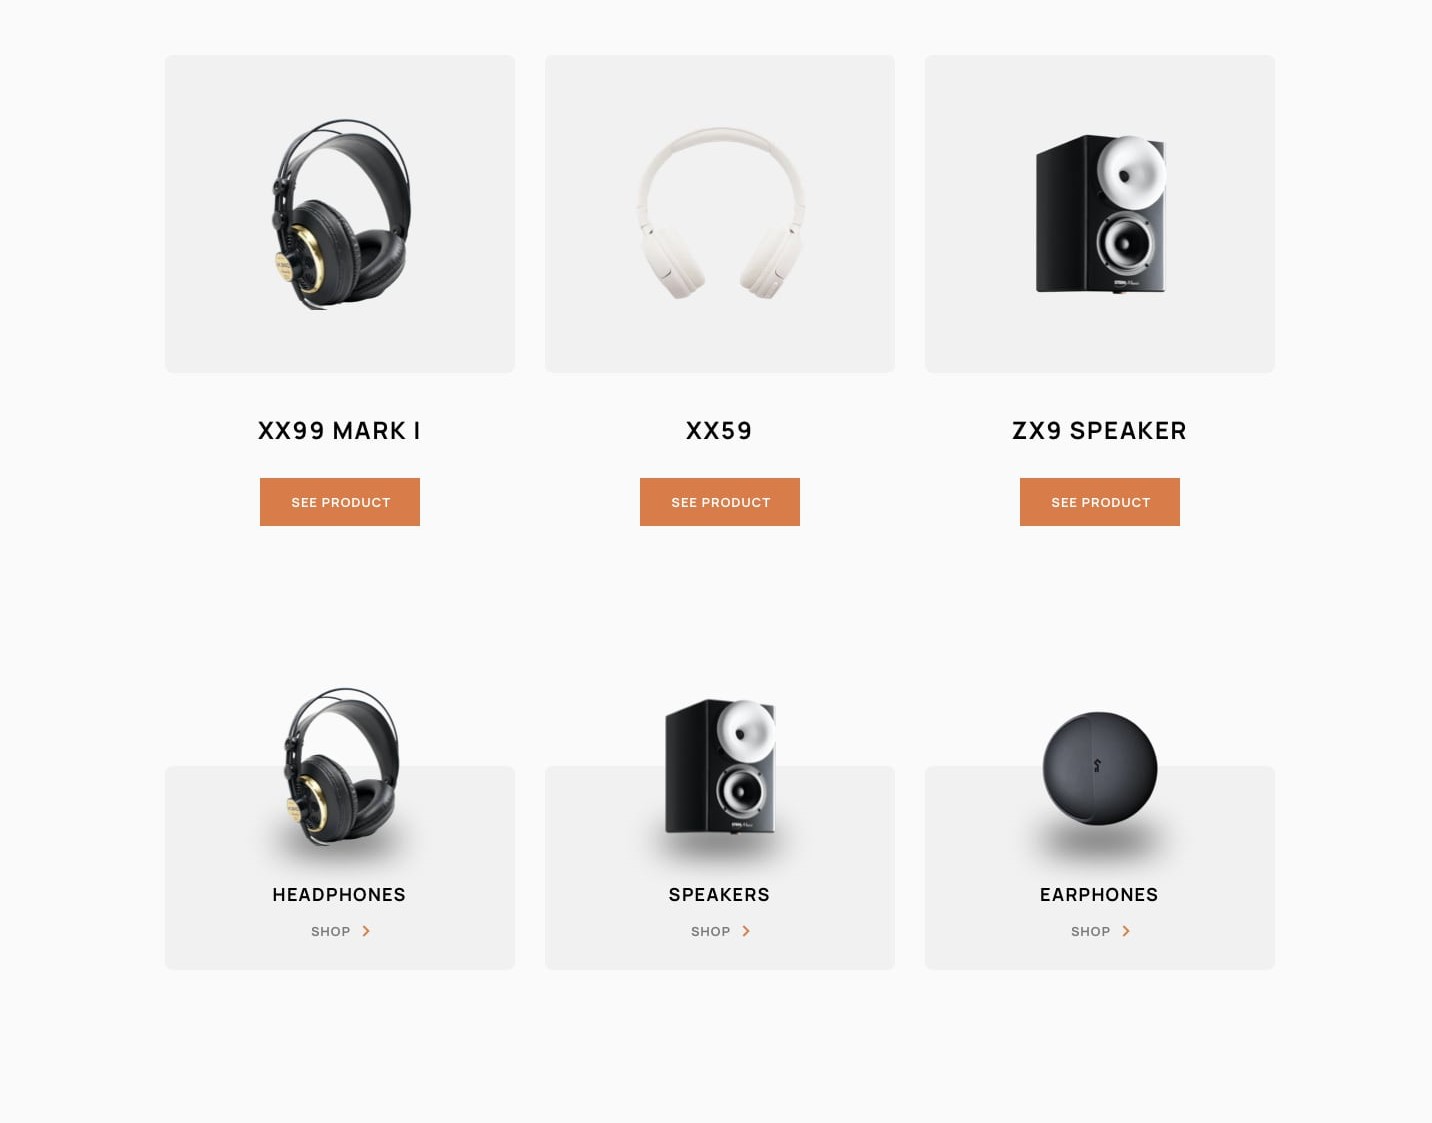 XX99 MARK I
XX59
ZX9 SPEAKER
SEE PRODUCT
SEE PRODUCT
SEE PRODUCT
HEADPHONES
SPEAKERS
EARPHONES
SHOP
SHOP
SHOP